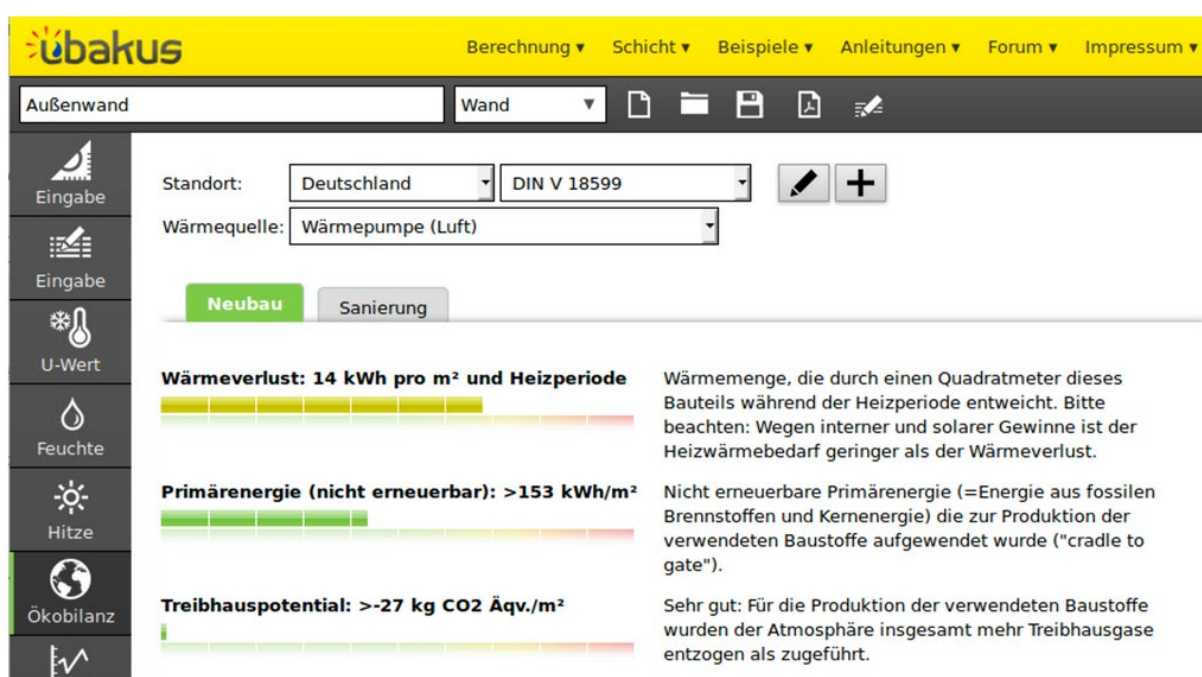 übakus
Berechnung ▾ Schicht ▾ Beispiele ▾ Anleitungen ▾ Forum ▾ Impressum ▾
Außenwand Wand
Eingabe
Eingabe
U-Wert
Feuchte
Hitze
Ökobilanz
Standort: Deutschland DIN V 18599
Wärmequelle: Wärmepumpe (Luft)
Neubau Sanierung
Wärmeverlust: 14 kWh pro m² und Heizperiode
Wärmemenge, die durch einen Quadratmeter dieses
Bauteils während der Heizperiode entweicht. Bitte
beachten: Wegen interner und solarer Gewinne ist der
Heizwärmebedarf geringer als der Wärmeverlust.
Primärenergie (nicht erneuerbar): >153 kWh/m²
Nicht erneuerbare Primärenergie (=Energie aus fossilen
Brennstoffen und Kernenergie) die zur Produktion der
verwendeten Baustoffe aufgewendet wurde ("cradle to
gate").
Treibhauspotential: >-27 kg CO2 Äqv./m²
Sehr gut: Für die Produktion der verwendeten Baustoffe
wurden der Atmosphäre insgesamt mehr Treibhausgase
entzogen als zugeführt.